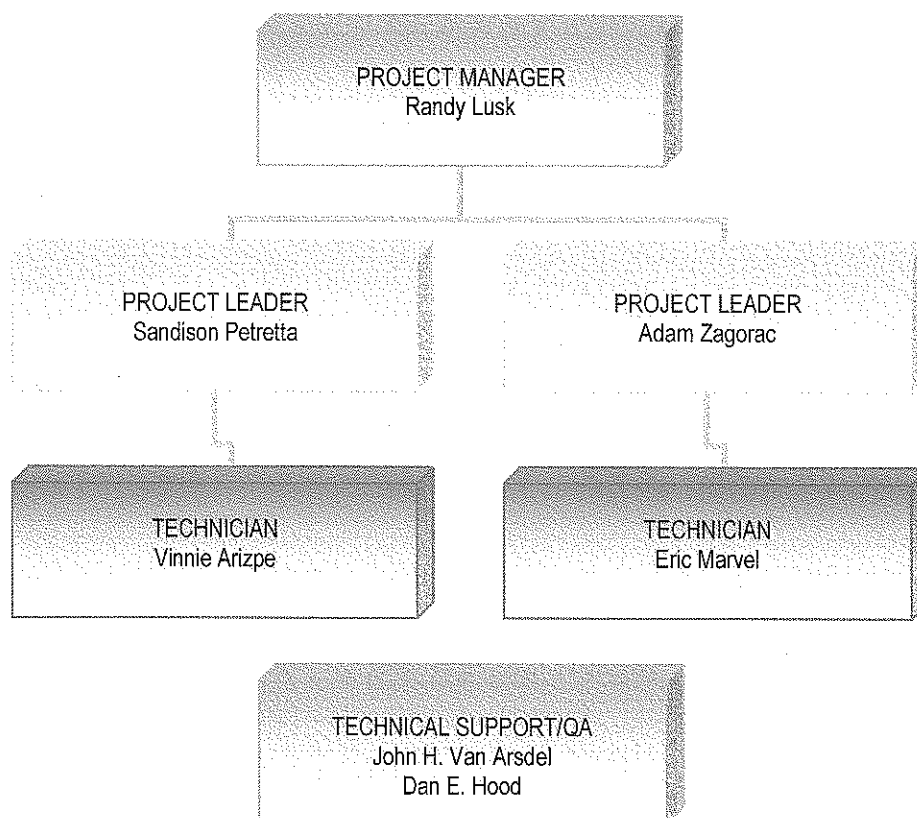 PROJECT MANAGER
Randy Lusk
PROJECT LEADER
Sandison Petretta
PROJECT LEADER
Adam Zagorac
TECHNICIAN
Vinnie Arizpe
TECHNICIAN
Eric Marvel
TECHNICAL SUPPORT/QA
John H. Van Arsdel
Dan E. Hood